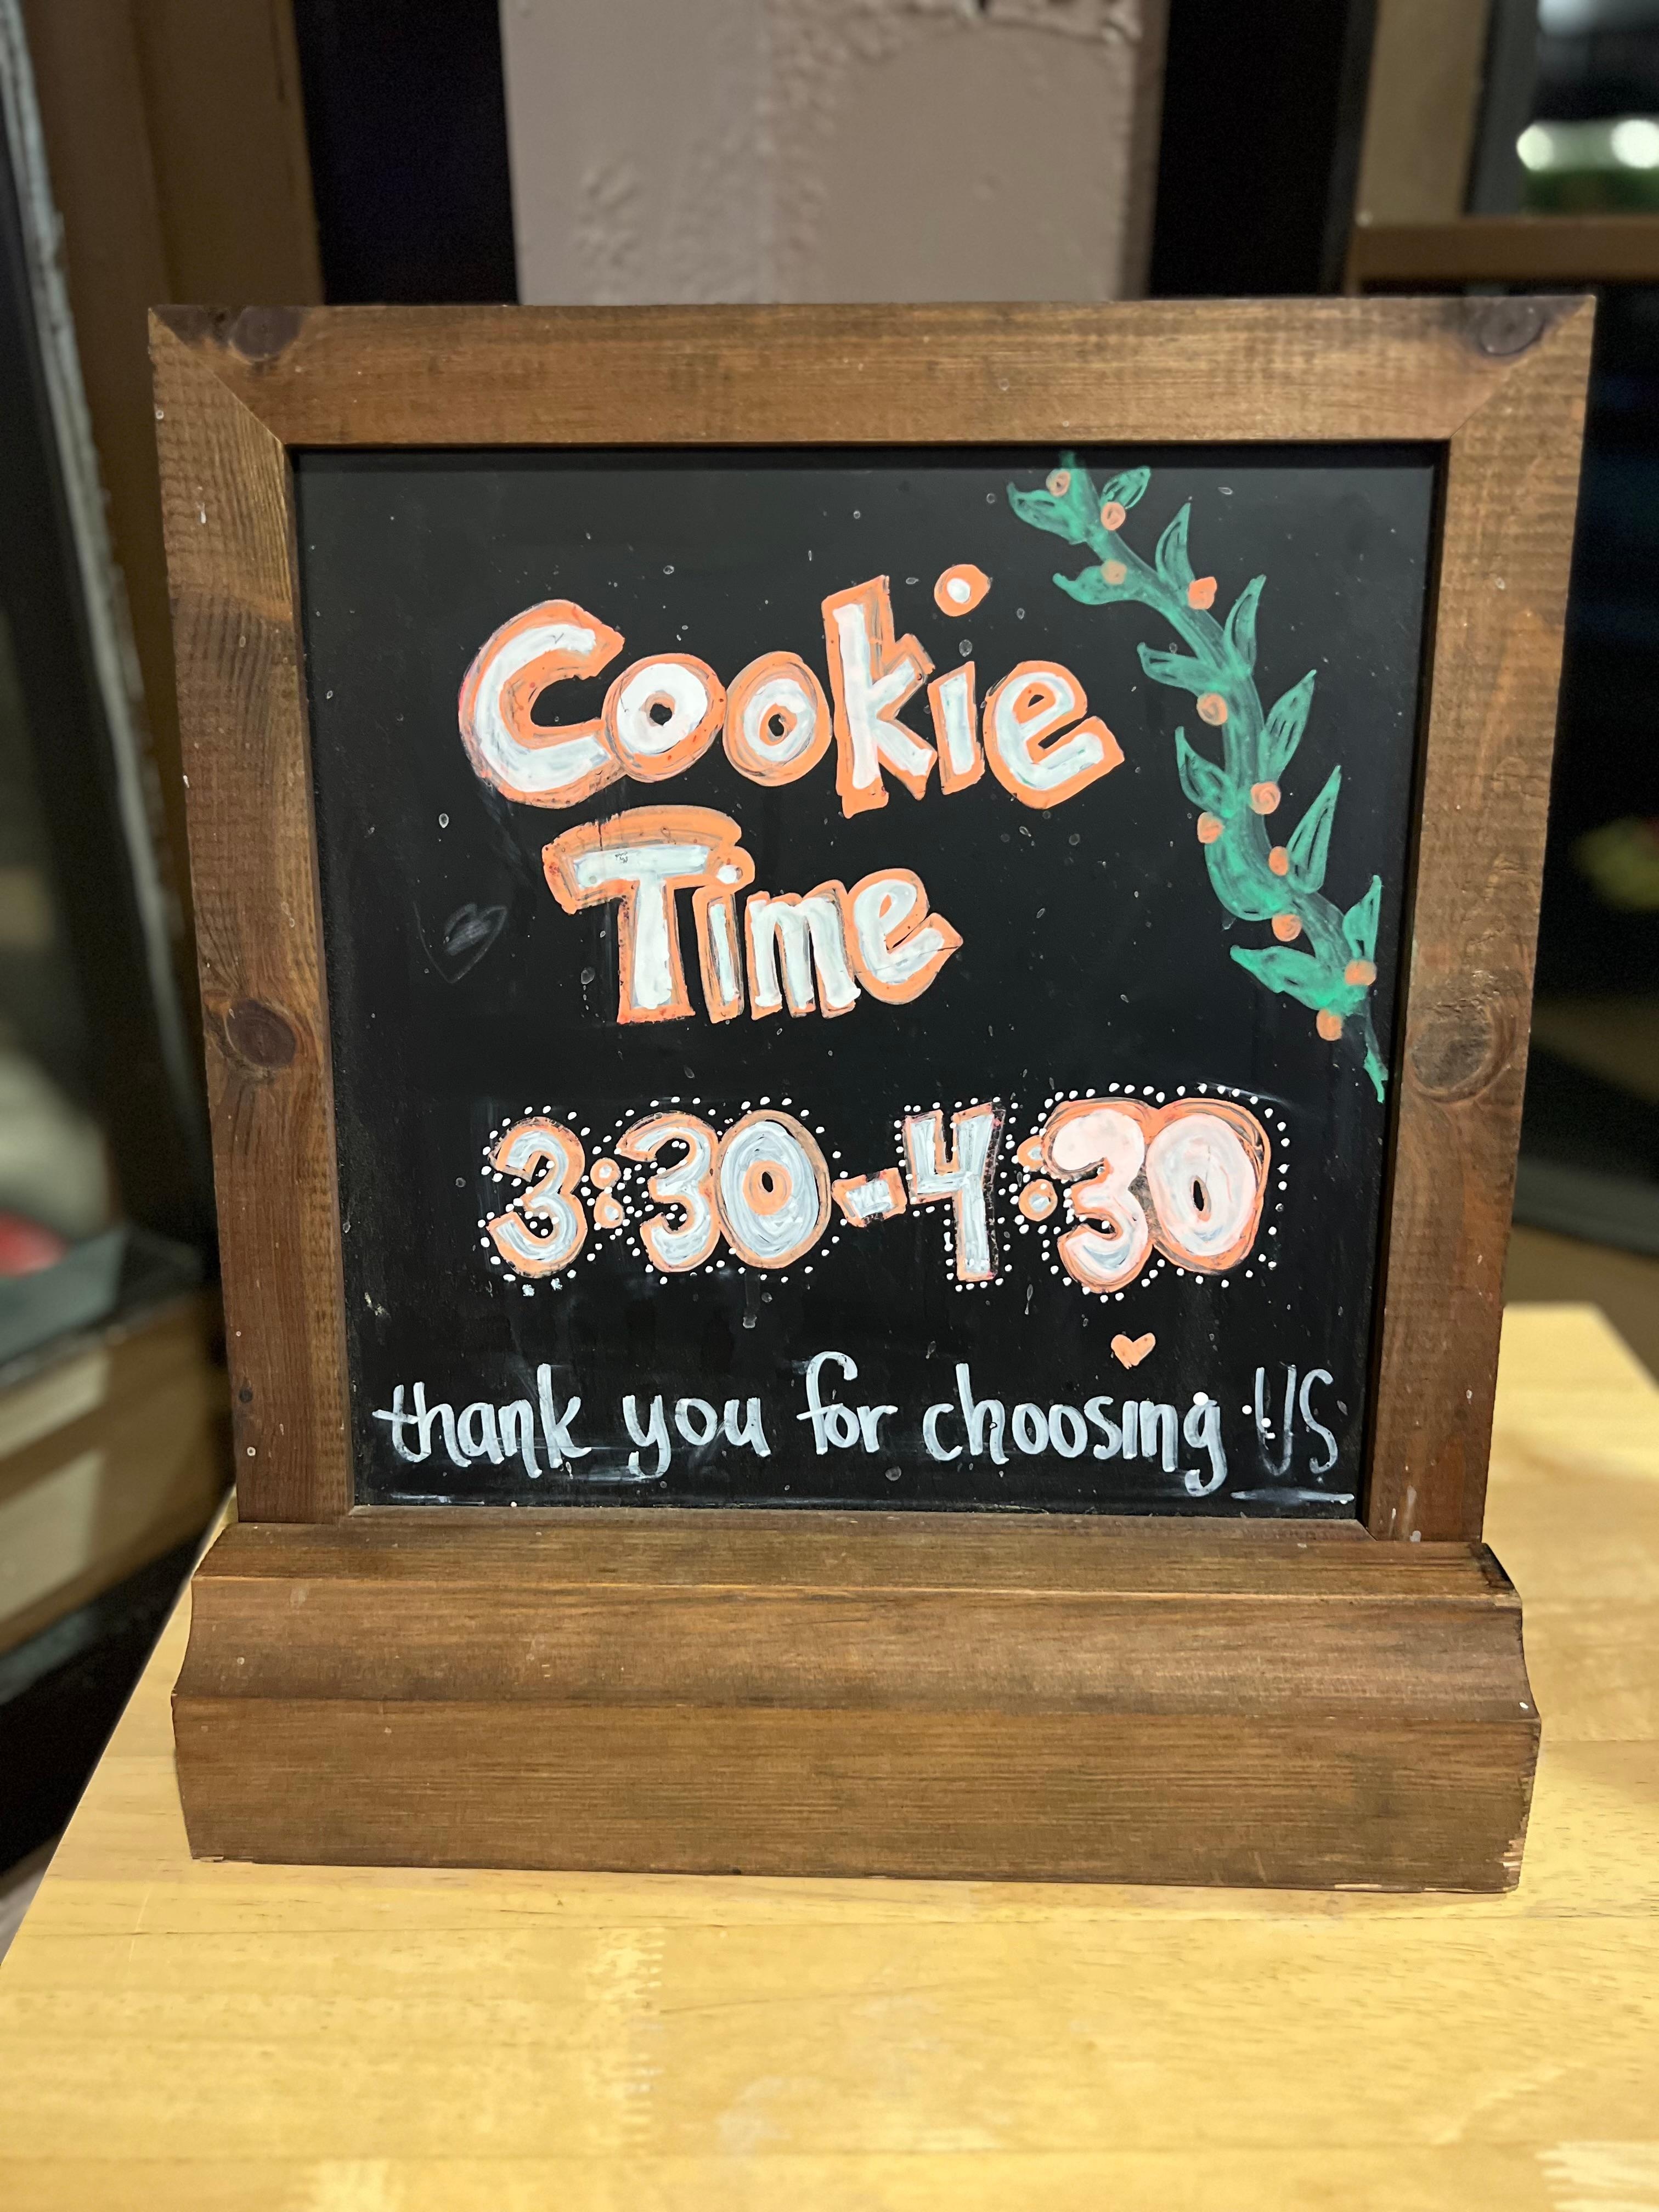 Cookie
Time
3:30-4:30
thank you for choosing US